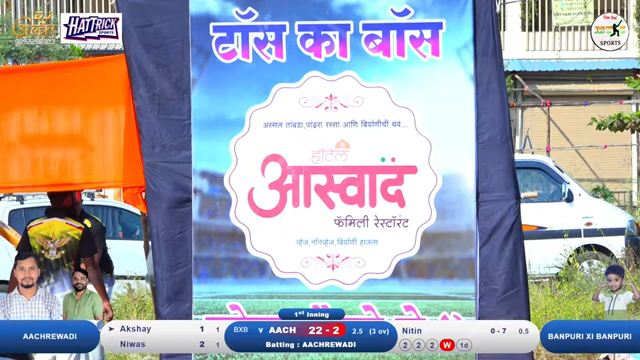 HATTRICK
SPORTS
SPORTS
टॉस का बॉस
अस्सल तांबडा,पांढरा रस्सा आणि बिर्याणीची चव...
हॉटेल
आस्वाद
फॅमिली रेस्टॉरंट
व्हेज,नॉनव्हेज,बिर्याणी हाऊस
1st Inning
AACHREWADI
Akshay 1 1
Niwas 2 1
BXB v AACH 22 - 2 2.5 (3 ov)
Batting : AACHREWADI
Nitin 0 - 7 0.5
2 2 2 W 1d
BANPURI XI BANPURI